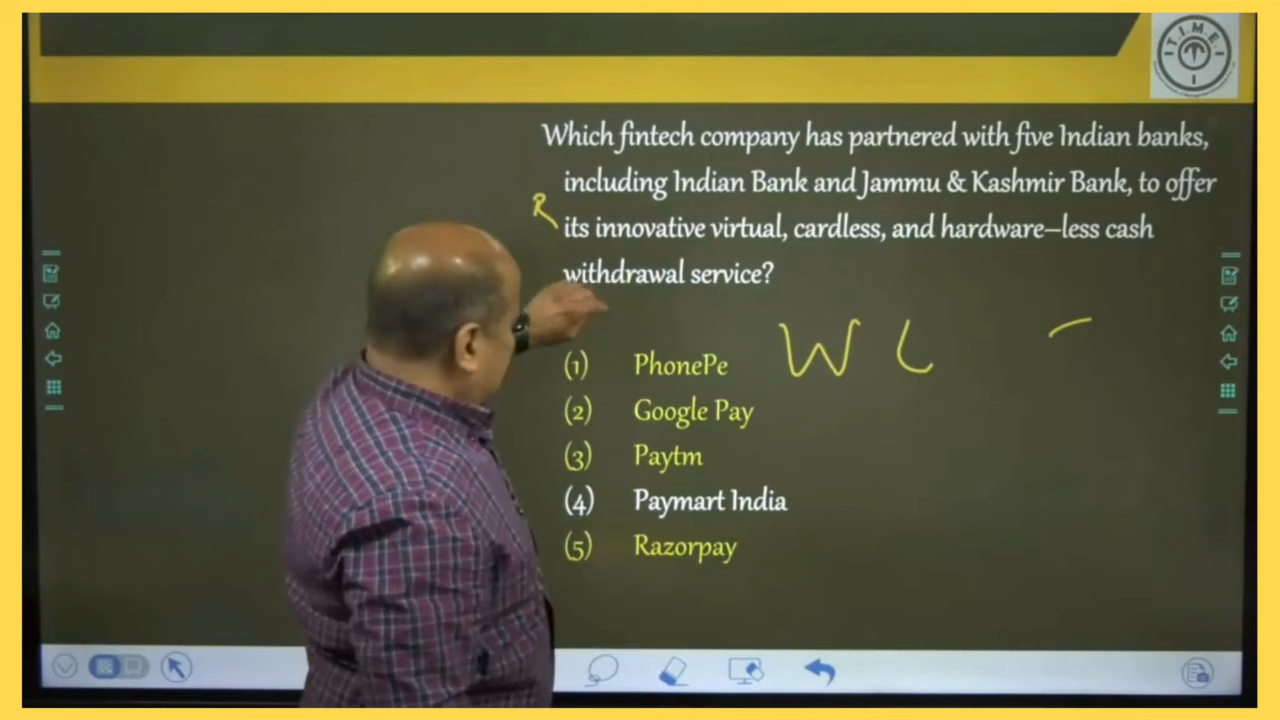 T.I.M.E.
Which fintech company has partnered with five Indian banks,
including Indian Bank and Jammu & Kashmir Bank, to offer
R
its innovative virtual, cardless, and hardware–less cash
withdrawal service?
W L
(1) PhonePe
(2) Google Pay
(3) Paytm
(4) Paymart India
(5) Razorpay